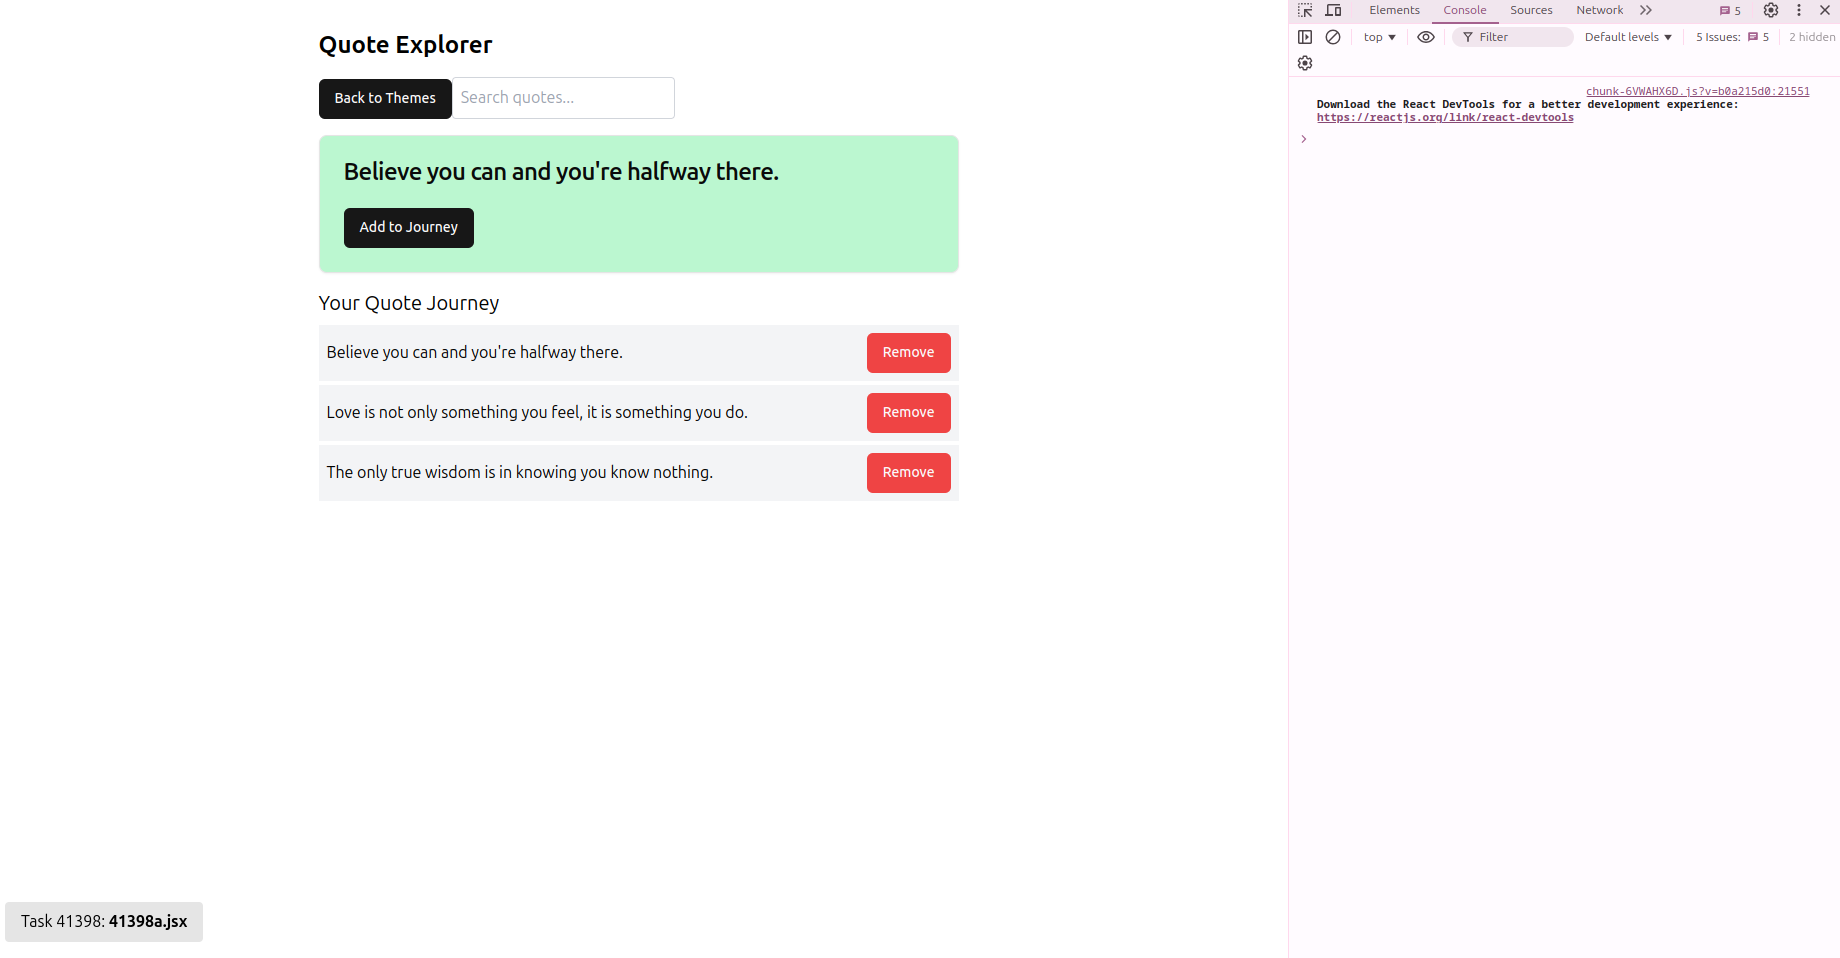 Quote Explorer
Back to Themes
Search quotes...
Believe you can and you're halfway there.
Add to Journey
Your Quote Journey
Believe you can and you're halfway there.
Remove
Love is not only something you feel, it is something you do.
Remove
The only true wisdom is in knowing you know nothing.
Remove
Task 41398: 41398a.jsx
Elements Console Sources Network 5
top Filter Default levels 5 Issues: 5 2 hidden
chunk-6VWAHX6D.js?v=b0a215d0:21551
Download the React DevTools for a better development experience:
https://reactjs.org/link/react-devtools